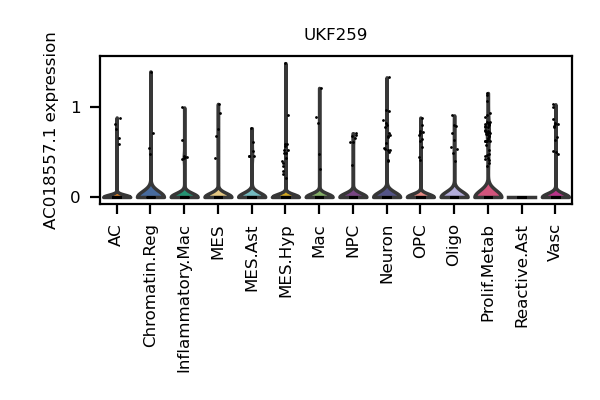 UKF259
AC018557.1 expression
1
0
AC
Chromatin.Reg
Inflammatory.Mac
MES
MES.Ast
MES.Hyp
Mac
NPC
Neuron
OPC
Oligo
Prolif.Metab
Reactive.Ast
Vasc